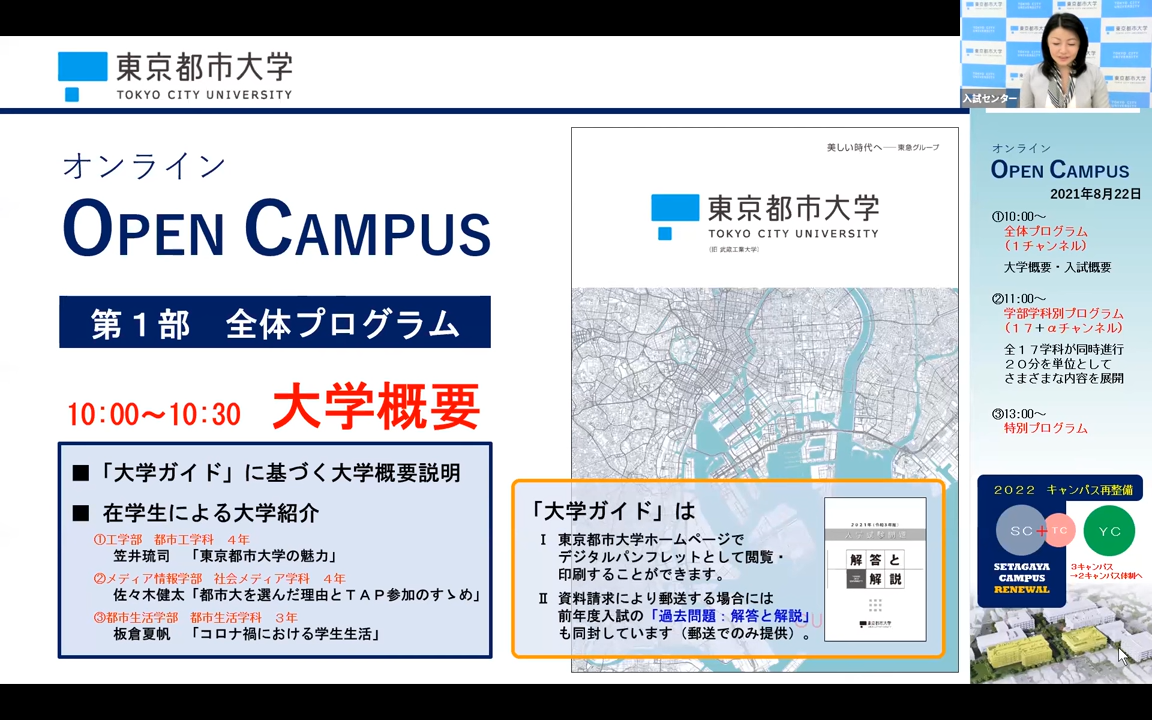 東京都市大学
TOKYO CITY UNIVERSITY
オンライン
OPEN CAMPUS
第1部 全体プログラム
10:00～10:30 大学概要
■「大学ガイド」に基づく大学概要説明
■ 在学生による大学紹介
①工学部 都市工学科 4年
笠井琉司 「東京都市大学の魅力」
②メディア情報学部 社会メディア学科 4年
佐々木健太「都市大を選んだ理由とTAP参加のすゝめ」
③都市生活学部 都市生活学科 3年
板倉夏帆 「コロナ禍における学生生活」
美しい時代へ――東急グループ
東京都市大学
TOKYO CITY UNIVERSITY
(旧 武蔵工業大学)
「大学ガイド」は
Ⅰ 東京都市大学ホームページで
デジタルパンフレットとして閲覧・
印刷することができます。
Ⅱ 資料請求により郵送する場合には
前年度入試の「過去問題：解答と解説」
も同封しています（郵送でのみ提供）。
入学試験問題
解答と
解説
東京都市大学
入試センター
オンライン
OPEN CAMPUS
2021年8月22日
①10:00～
全体プログラム
（1チャンネル）
大学概要・入試概要
②11:00～
学部学科別プログラム
（17＋αチャンネル）
全17学科が同時進行
20分を単位として
さまざまな内容を展開
③13:00～
特別プログラム
2022 キャンパス再整備
SC＋TC
YC
SETAGAYA
CAMPUS
RENEWAL
3キャンパス
→2キャンパス体制へ